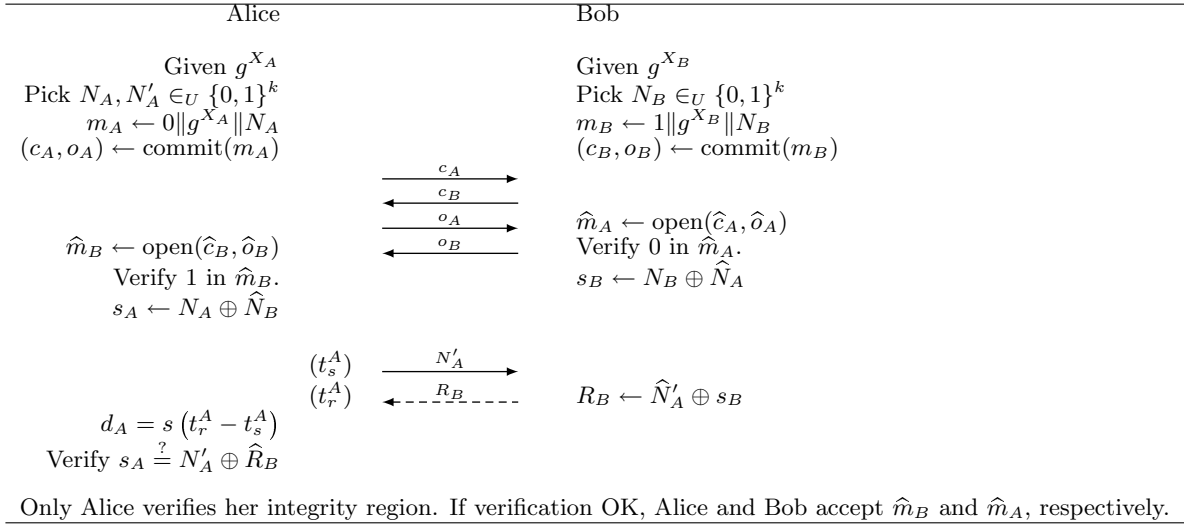 Alice Bob
Given g^{X_A} Given g^{X_B}
Pick N_A, N'_A ∈_U {0,1}^k Pick N_B ∈_U {0,1}^k
m_A ← 0‖g^{X_A}‖N_A m_B ← 1‖g^{X_B}‖N_B
(c_A, o_A) ← commit(m_A) (c_B, o_B) ← commit(m_B)
c_A
c_B
o_A m̂_A ← open(ĉ_A, ô_A)
m̂_B ← open(ĉ_B, ô_B) o_B Verify 0 in m̂_A.
Verify 1 in m̂_B. s_B ← N_B ⊕ N̂_A
s_A ← N_A ⊕ N̂_B
(t_s^A) N'_A
(t_r^A) R_B R_B ← N̂'_A ⊕ s_B
d_A = s (t_r^A − t_s^A)
Verify s_A ≟ N'_A ⊕ R̂_B
Only Alice verifies her integrity region. If verification OK, Alice and Bob accept m̂_B and m̂_A, respectively.